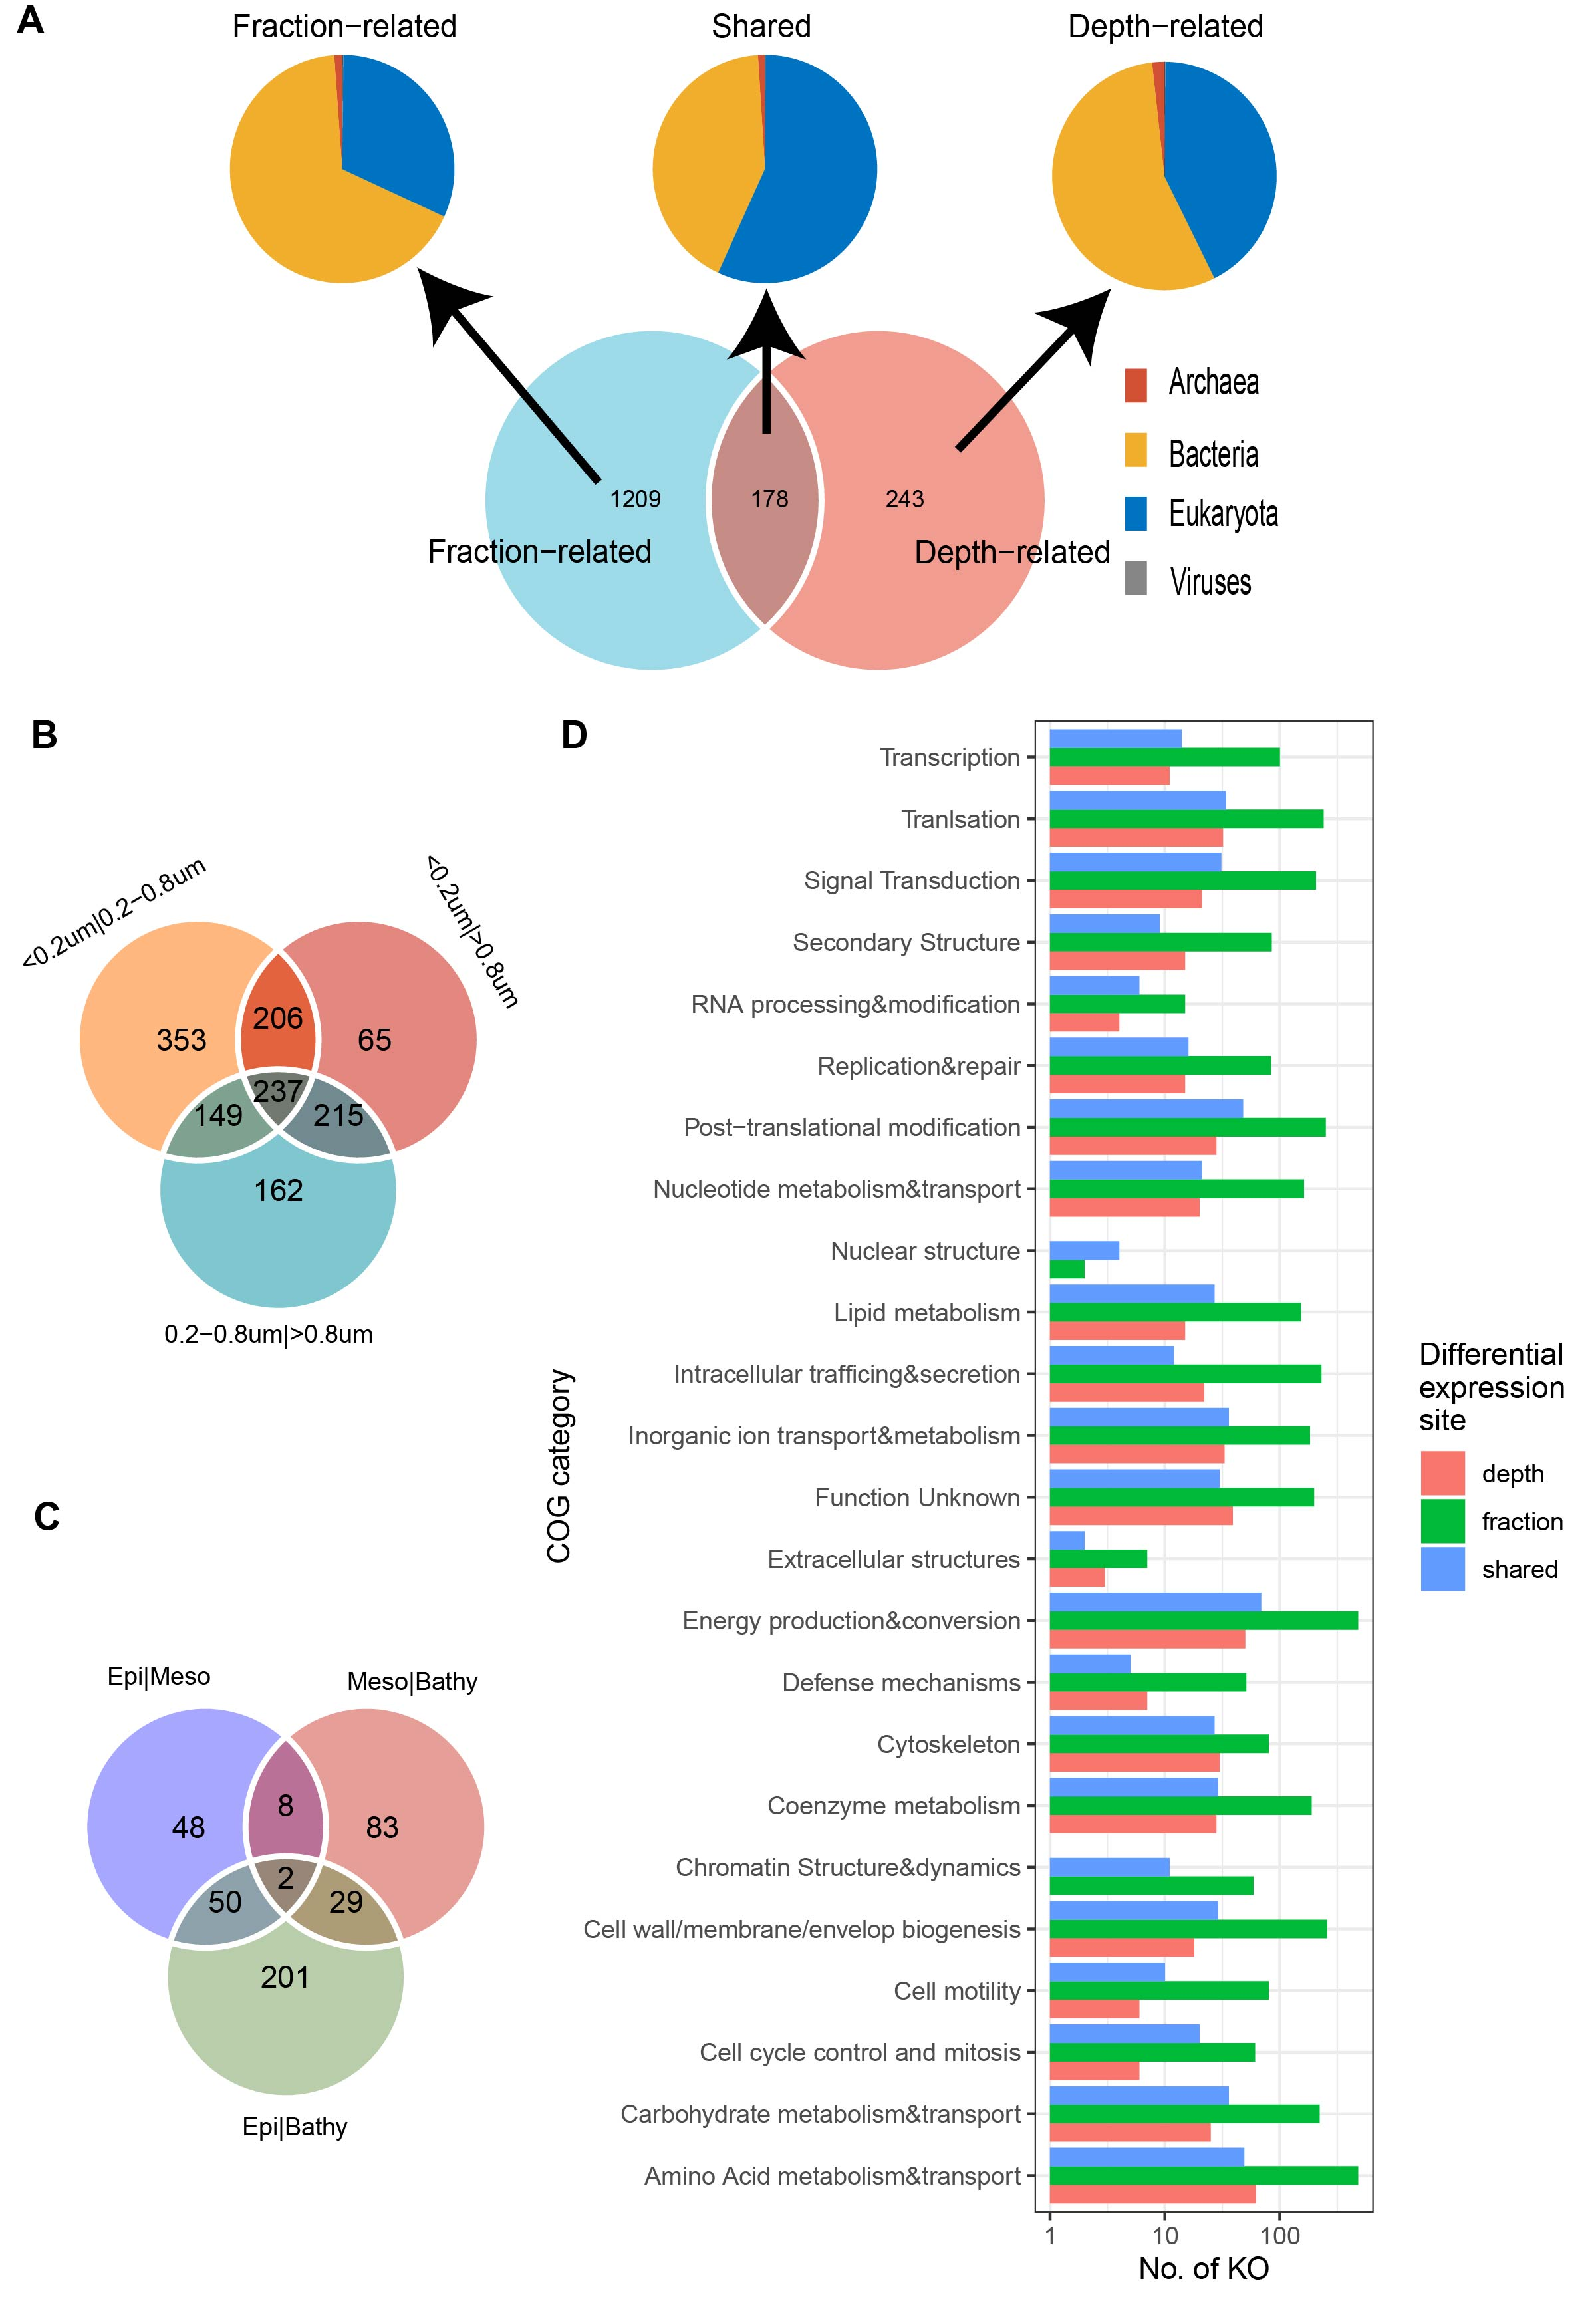 A
Fraction−related
Shared
Depth−related
1209
178
243
Fraction−related
Depth−related
Archaea
Bacteria
Eukaryota
Viruses
B
<0.2um|0.2−0.8um
<0.2um|>0.8um
353
206
65
237
149
215
162
0.2−0.8um|>0.8um
C
Epi|Meso
Meso|Bathy
48
8
83
2
50
29
201
Epi|Bathy
D
COG category
Transcription
Tranlsation
Signal Transduction
Secondary Structure
RNA processing&modification
Replication&repair
Post−translational modification
Nucleotide metabolism&transport
Nuclear structure
Lipid metabolism
Intracellular trafficing&secretion
Inorganic ion transport&metabolism
Function Unknown
Extracellular structures
Energy production&conversion
Defense mechanisms
Cytoskeleton
Coenzyme metabolism
Chromatin Structure&dynamics
Cell wall/membrane/envelop biogenesis
Cell motility
Cell cycle control and mitosis
Carbohydrate metabolism&transport
Amino Acid metabolism&transport
1
10
100
No. of KO
Differential
expression
site
depth
fraction
shared